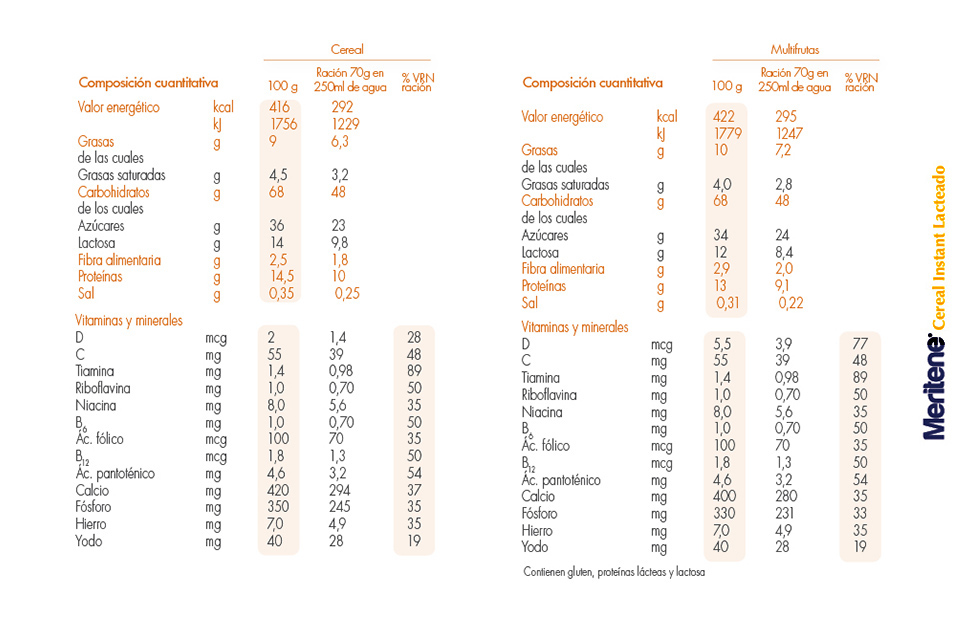 Cereal
Composición cuantitativa 100 g Ración 70g en 250ml de agua % VRN ración
Valor energético kcal 416 292
kJ 1756 1229
Grasas g 9 6,3
de las cuales
Grasas saturadas g 4,5 3,2
Carbohidratos g 68 48
de los cuales
Azúcares g 36 23
Lactosa g 14 9,8
Fibra alimentaria g 2,5 1,8
Proteínas g 14,5 10
Sal g 0,35 0,25
Vitaminas y minerales
D mcg 2 1,4 28
C mg 55 39 48
Tiamina mg 1,4 0,98 89
Riboflavina mg 1,0 0,70 50
Niacina mg 8,0 5,6 35
B6 mg 1,0 0,70 50
Ác. fólico mcg 100 70 35
B12 mcg 1,8 1,3 50
Ác. pantoténico mg 4,6 3,2 54
Calcio mg 420 294 37
Fósforo mg 350 245 35
Hierro mg 7,0 4,9 35
Yodo mg 40 28 19
Multifrutas
Composición cuantitativa 100 g Ración 70g en 250ml de agua % VRN ración
Valor energético kcal 422 295
kJ 1779 1247
Grasas g 10 7,2
de las cuales
Grasas saturadas g 4,0 2,8
Carbohidratos g 68 48
de los cuales
Azúcares g 34 24
Lactosa g 12 8,4
Fibra alimentaria g 2,9 2,0
Proteínas g 13 9,1
Sal g 0,31 0,22
Vitaminas y minerales
D mcg 5,5 3,9 77
C mg 55 39 48
Tiamina mg 1,4 0,98 89
Riboflavina mg 1,0 0,70 50
Niacina mg 8,0 5,6 35
B6 mg 1,0 0,70 50
Ác. fólico mcg 100 70 35
B12 mcg 1,8 1,3 50
Ác. pantoténico mg 4,6 3,2 54
Calcio mg 400 280 35
Fósforo mg 330 231 33
Hierro mg 7,0 4,9 35
Yodo mg 40 28 19
Contienen gluten, proteínas lácteas y lactosa
Meritene Cereal Instant Lacteado